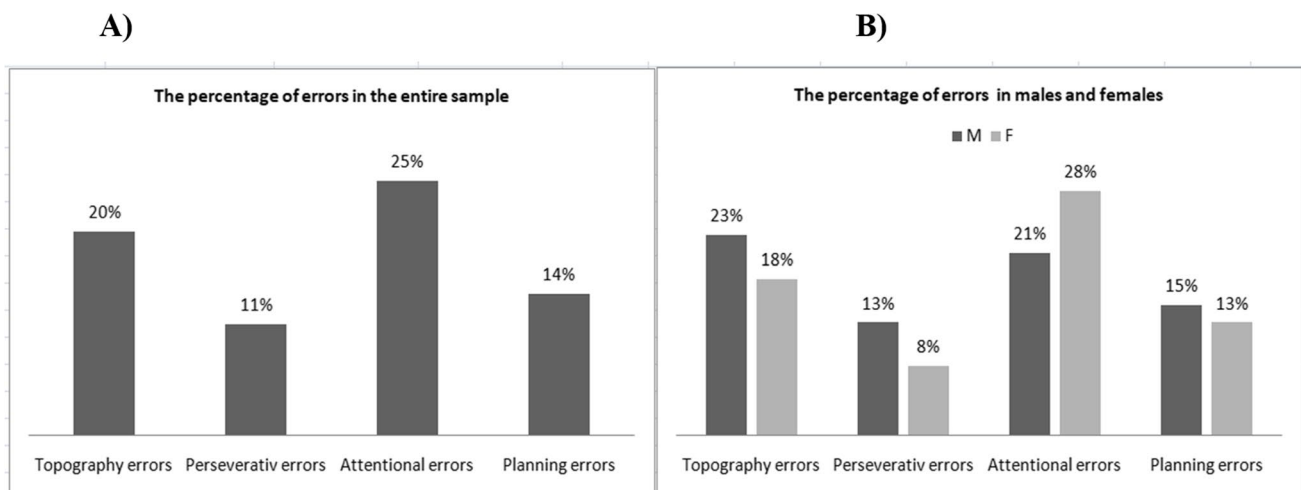 A)
B)
The percentage of errors in the entire sample
20%
11%
25%
14%
Topography errors Perseverativ errors Attentional errors Planning errors
The percentage of errors in males and females
M F
23%
18%
13%
8%
21%
28%
15%
13%
Topography errors Perseverativ errors Attentional errors Planning errors